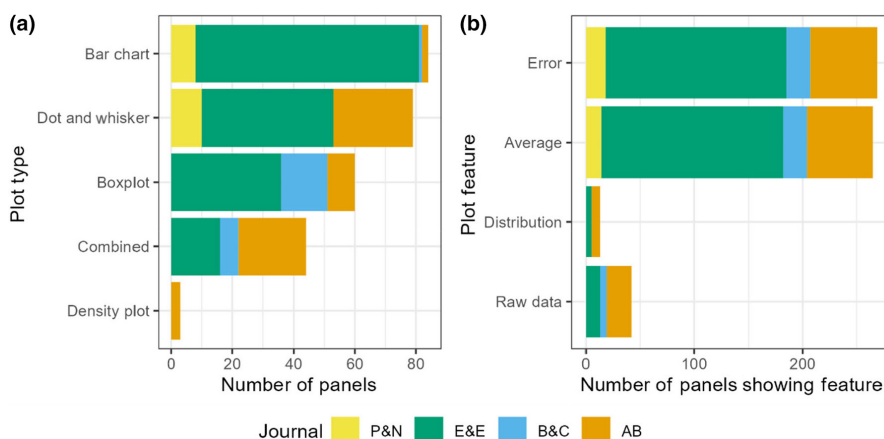 (a)
Plot type
Bar chart
Dot and whisker
Boxplot
Combined
Density plot
0 20 40 60 80
Number of panels
(b)
Plot feature
Error
Average
Distribution
Raw data
0 100 200
Number of panels showing feature
Journal P&N E&E B&C AB